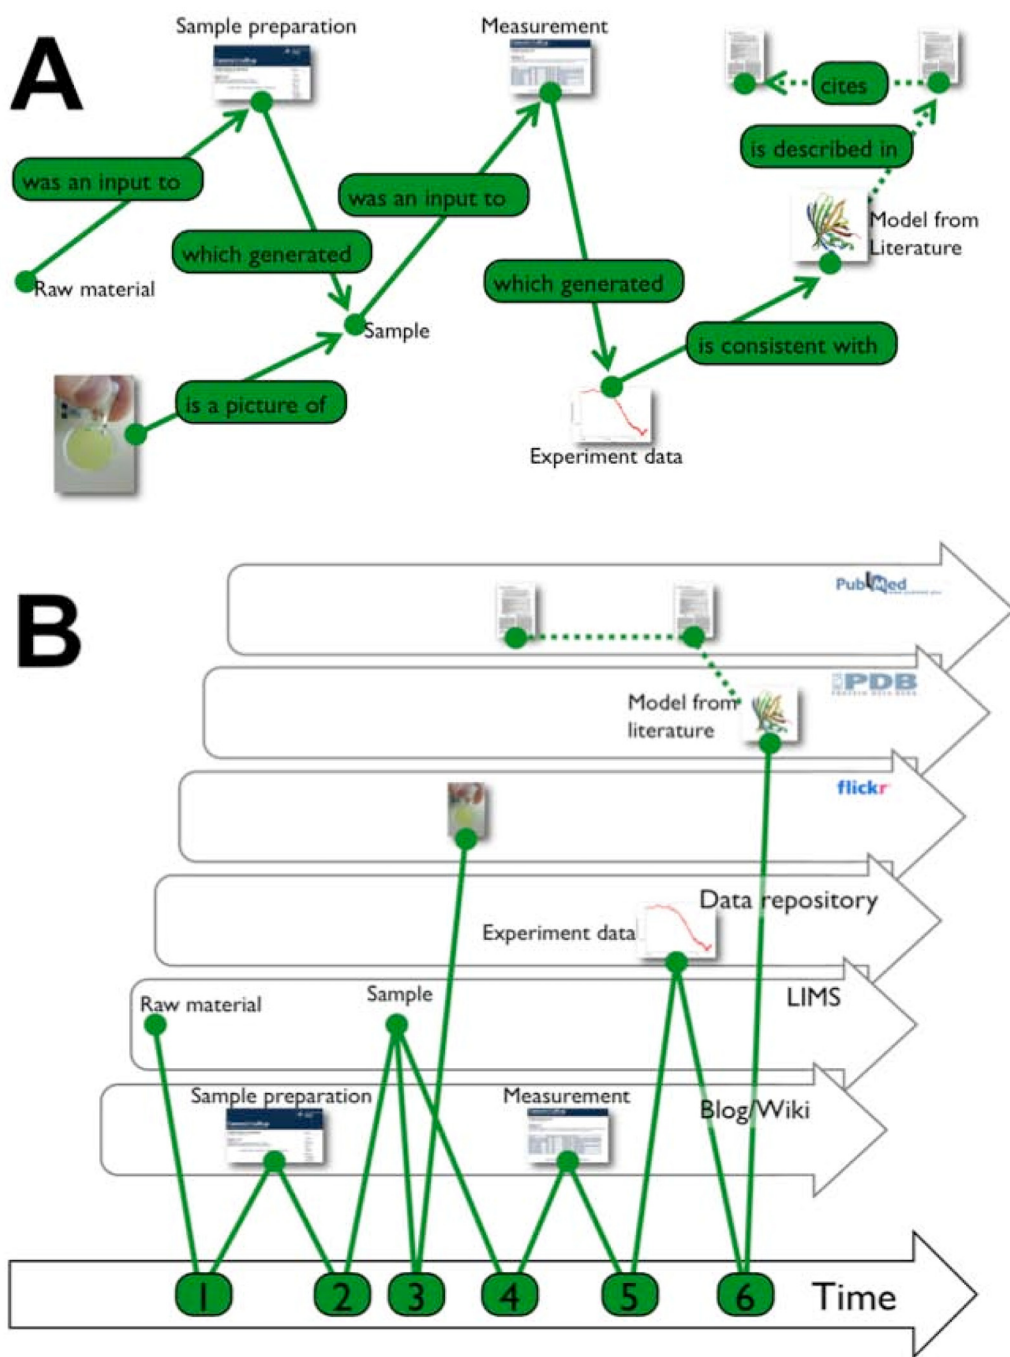 A
Sample preparation
Measurement
cites
was an input to
was an input to
is described in
which generated
Model from
Literature
which generated
Raw material
Sample
is consistent with
is a picture of
Experiment data
B
PubMed
PDB
PROTEIN DATA BANK
Model from
literature
flickr
Data repository
Experiment data
LIMS
Raw material
Sample
Sample preparation
Measurement
Blog/Wiki
1
2
3
4
5
6
Time